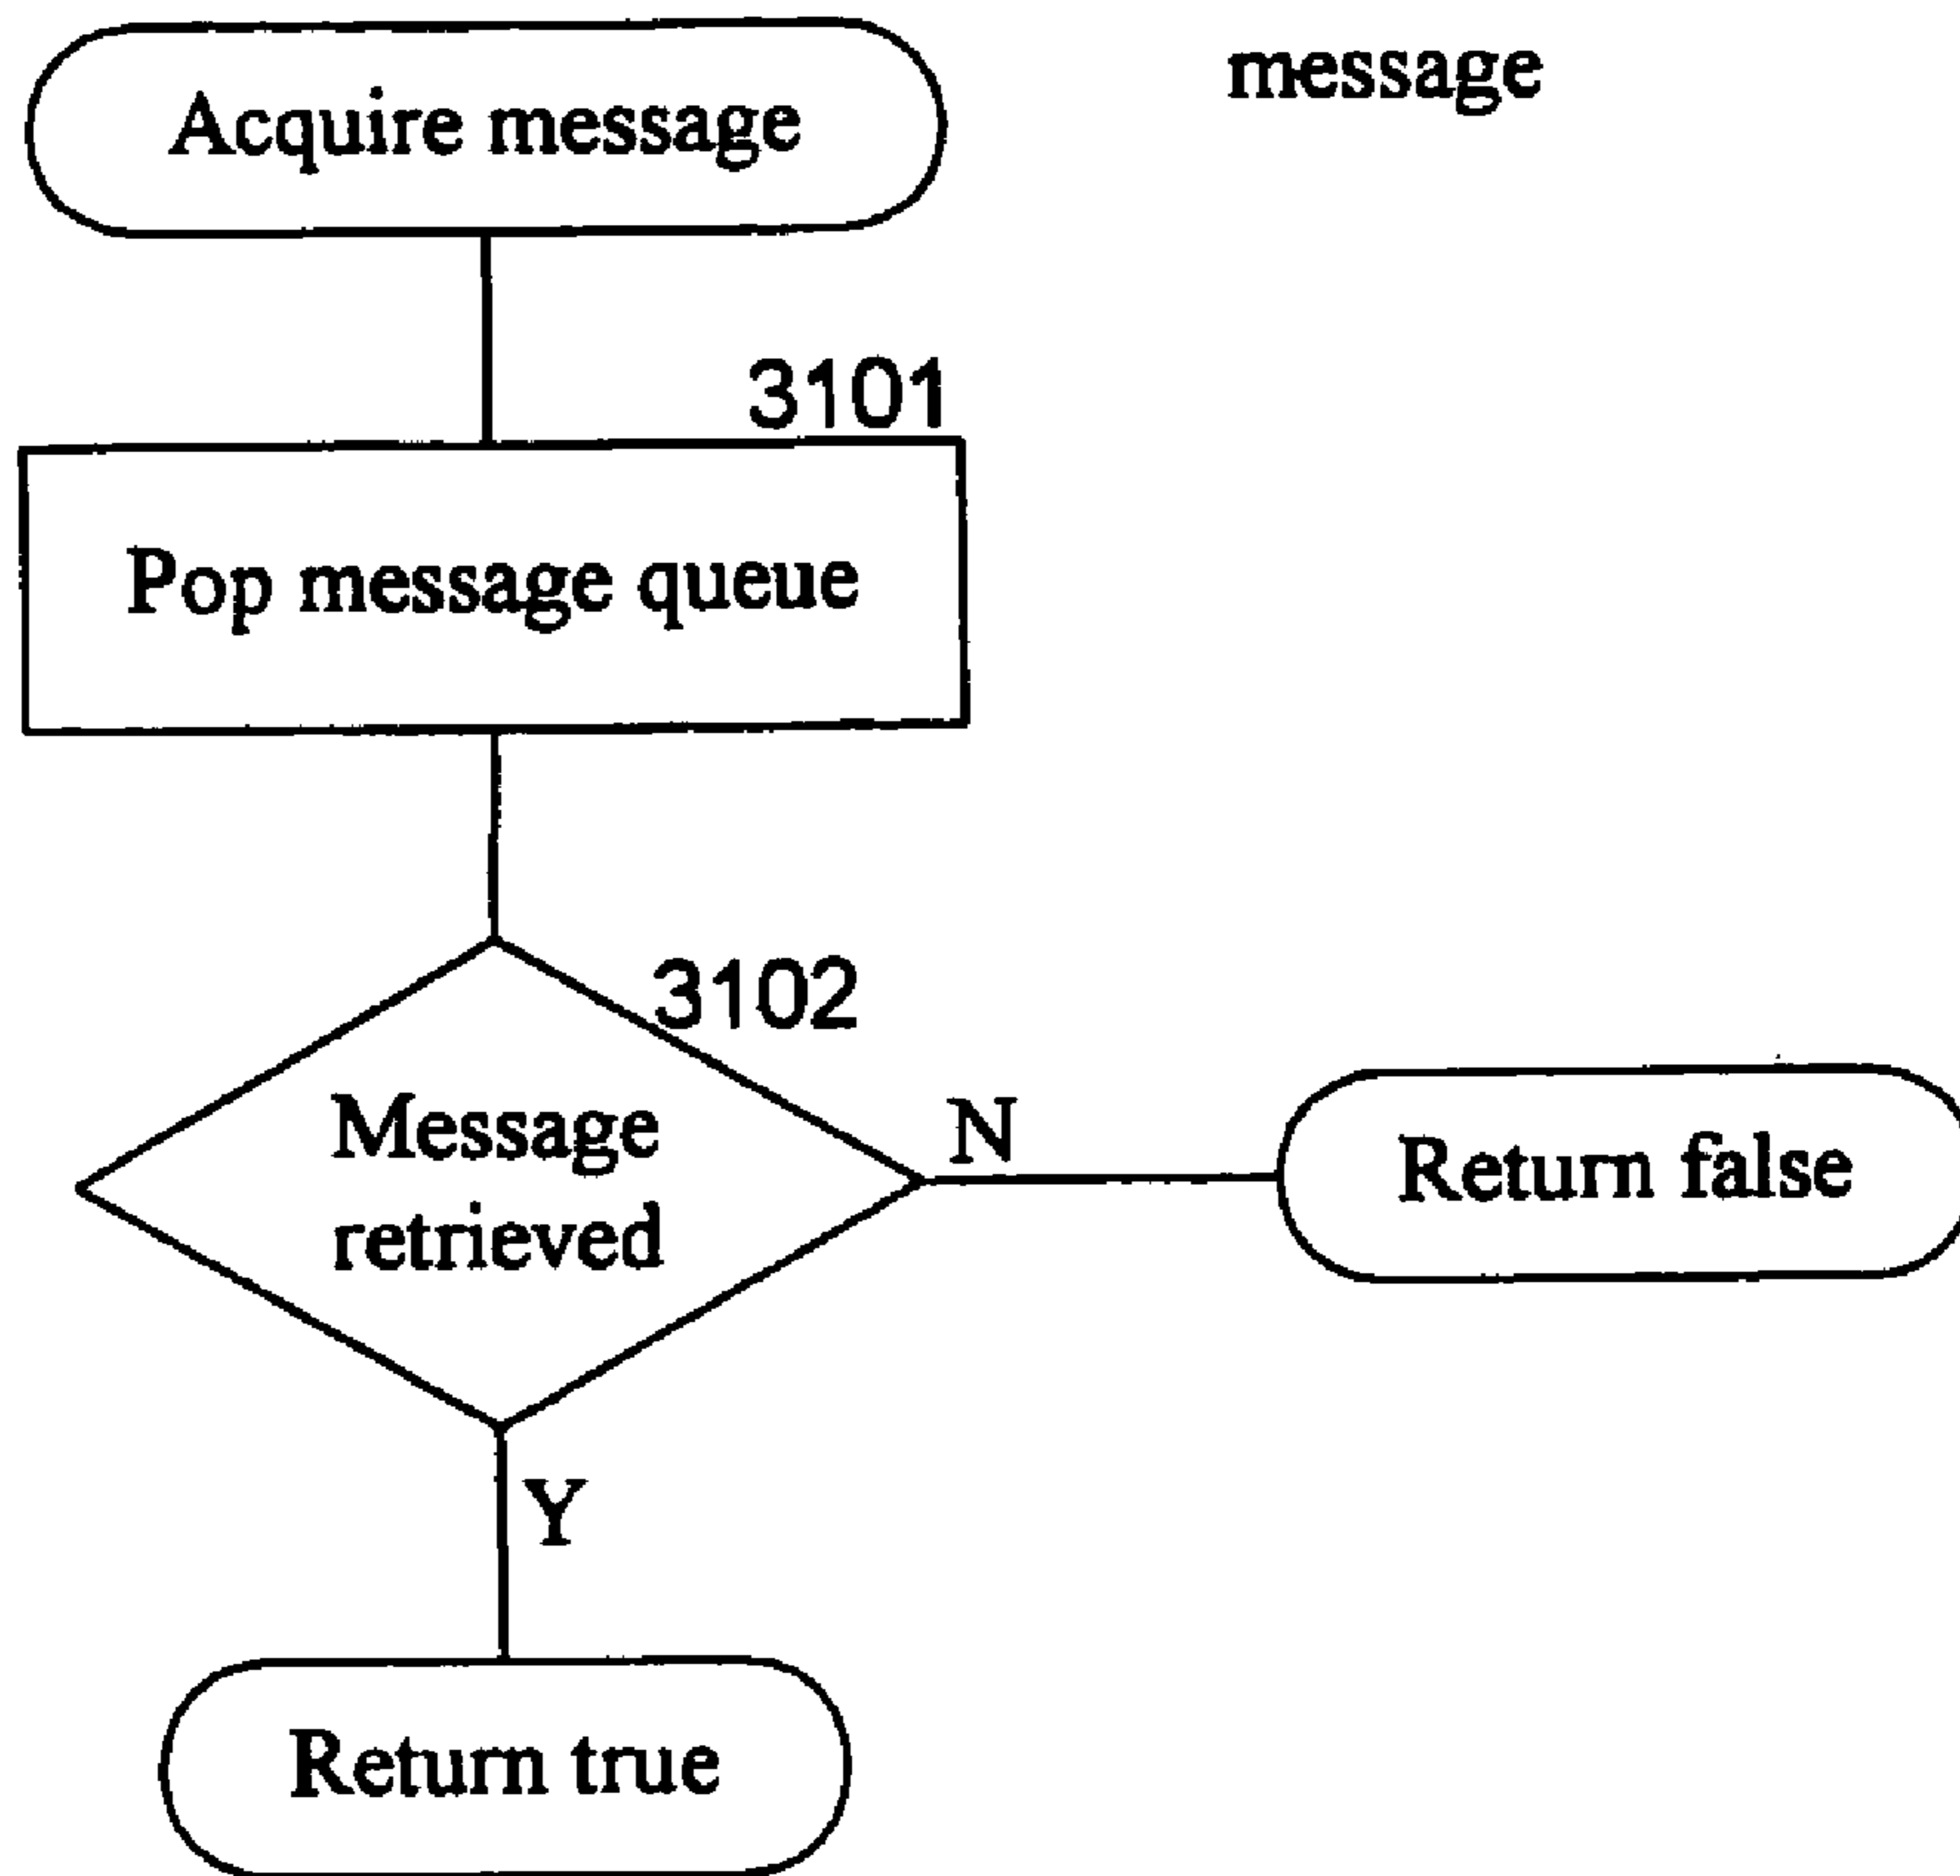 Acquire message
message
3101
Pop message queue
3102
Message
retrieved
N
Return false
Y
Return true